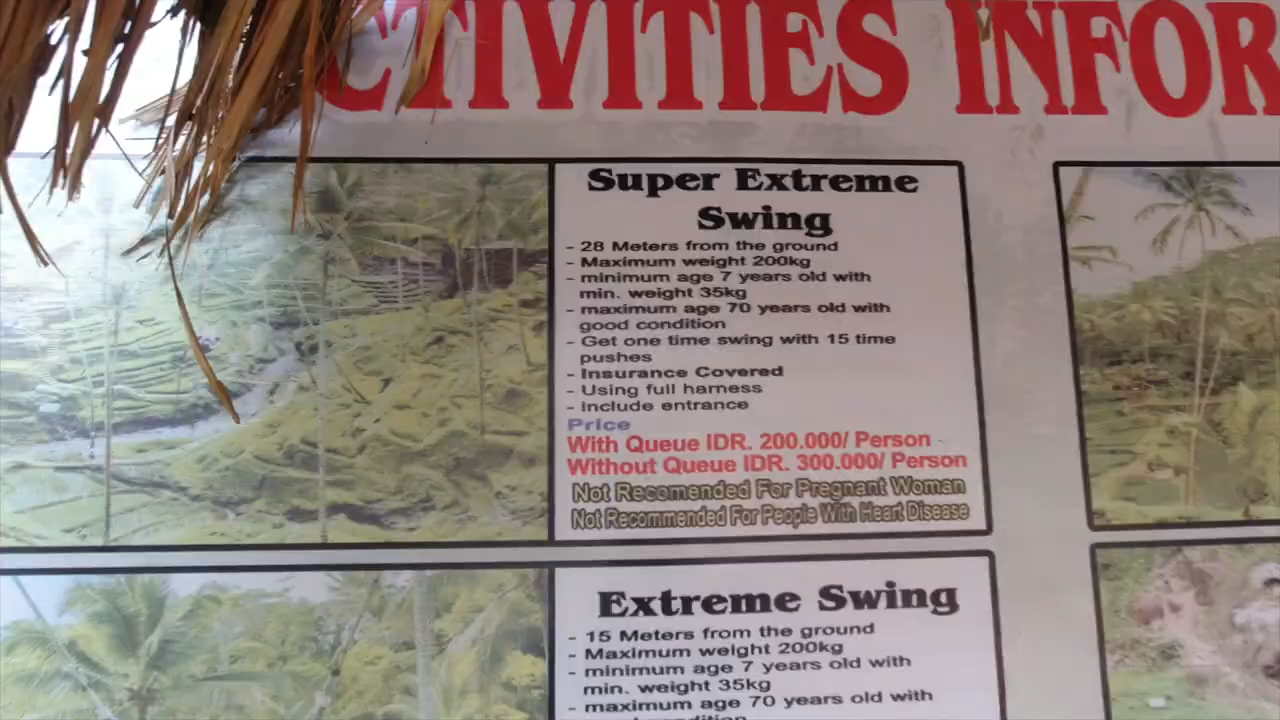 CTIVITIES INFOR
Super Extreme
Swing
- 28 Meters from the ground
- Maximum weight 200kg
- minimum age 7 years old with
min. weight 35kg
- maximum age 70 years old with
good condition
- Get one time swing with 15 time
pushes
- Insurance Covered
- Using full harness
- Include entrance
Price
With Queue IDR. 200.000/ Person
Without Queue IDR. 300.000/ Person
Not Recomended For Pregnant Woman
Not Recommended For People With Heart Disease
Extreme Swing
- 15 Meters from the ground
- Maximum weight 200kg
- minimum age 7 years old with
min. weight 35kg
- maximum age 70 years old with